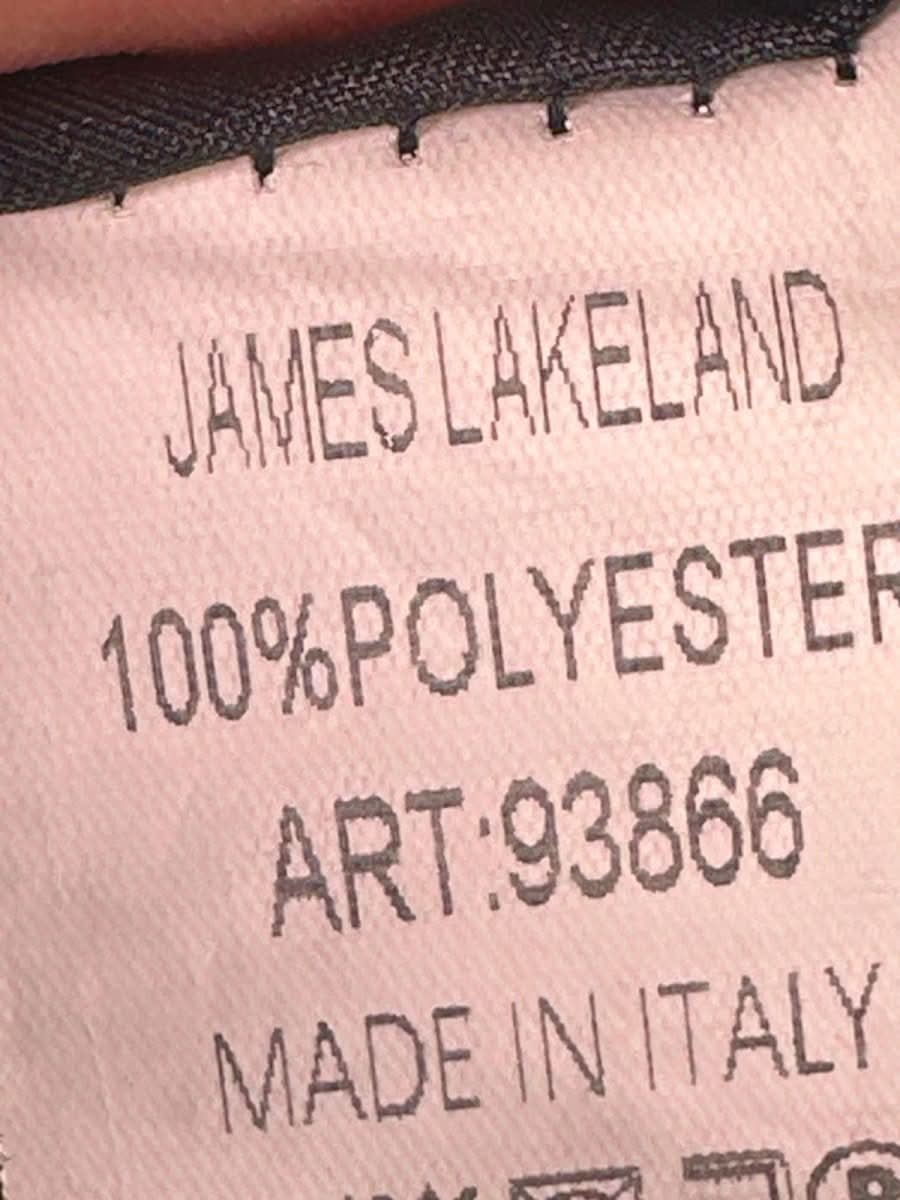 JAMES LAKELAND
100%POLYESTER
ART:93866
MADE IN ITALY